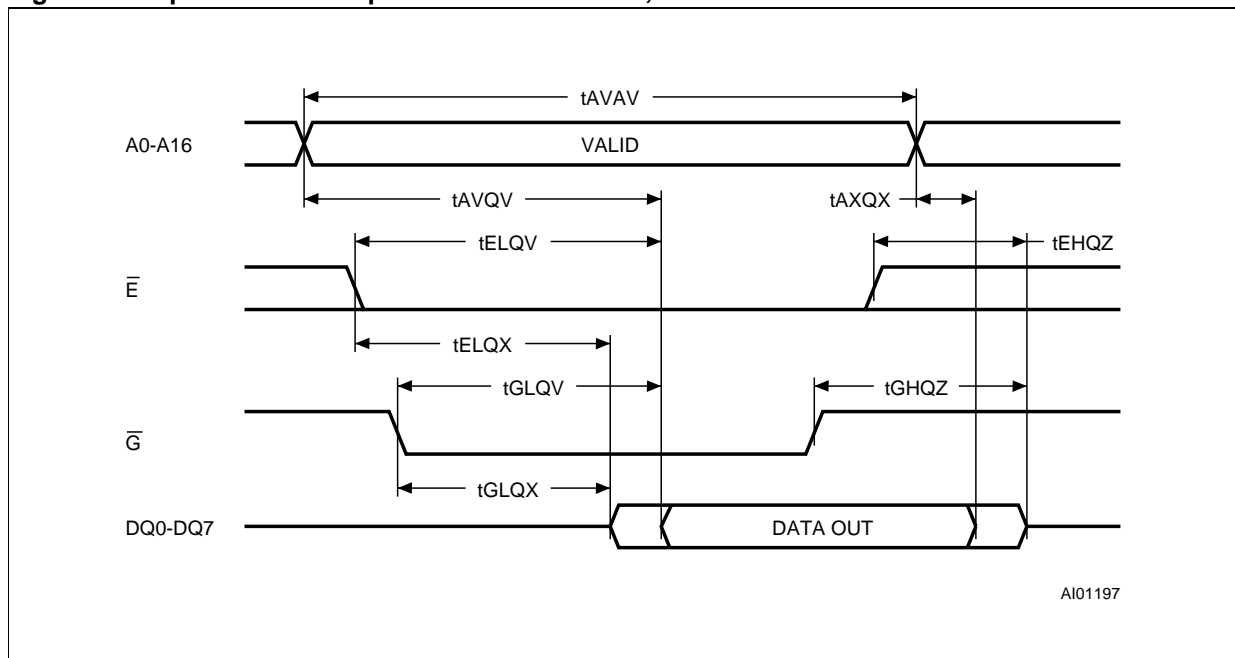 tAVAV
A0-A16
VALID
tAVQV
tAXQX
tELQV
tEHQZ
E̅
tELQX
tGLQV
tGHQZ
G̅
tGLQX
DQ0-DQ7
DATA OUT
AI01197